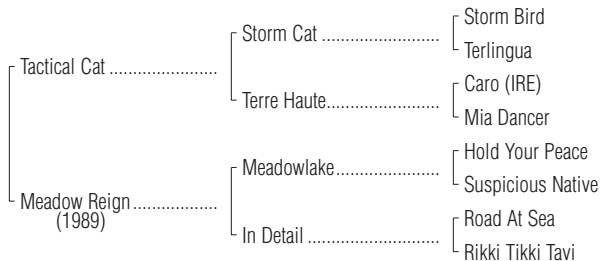 Storm Bird
Storm Cat ........................
Terlingua
Tactical Cat ......................
Caro (IRE)
Terre Haute.......................
Mia Dancer
Hold Your Peace
Meadowlake.....................
Suspicious Native
Meadow Reign .................
(1989)
Road At Sea
In Detail ...........................
Rikki Tikki Tavi